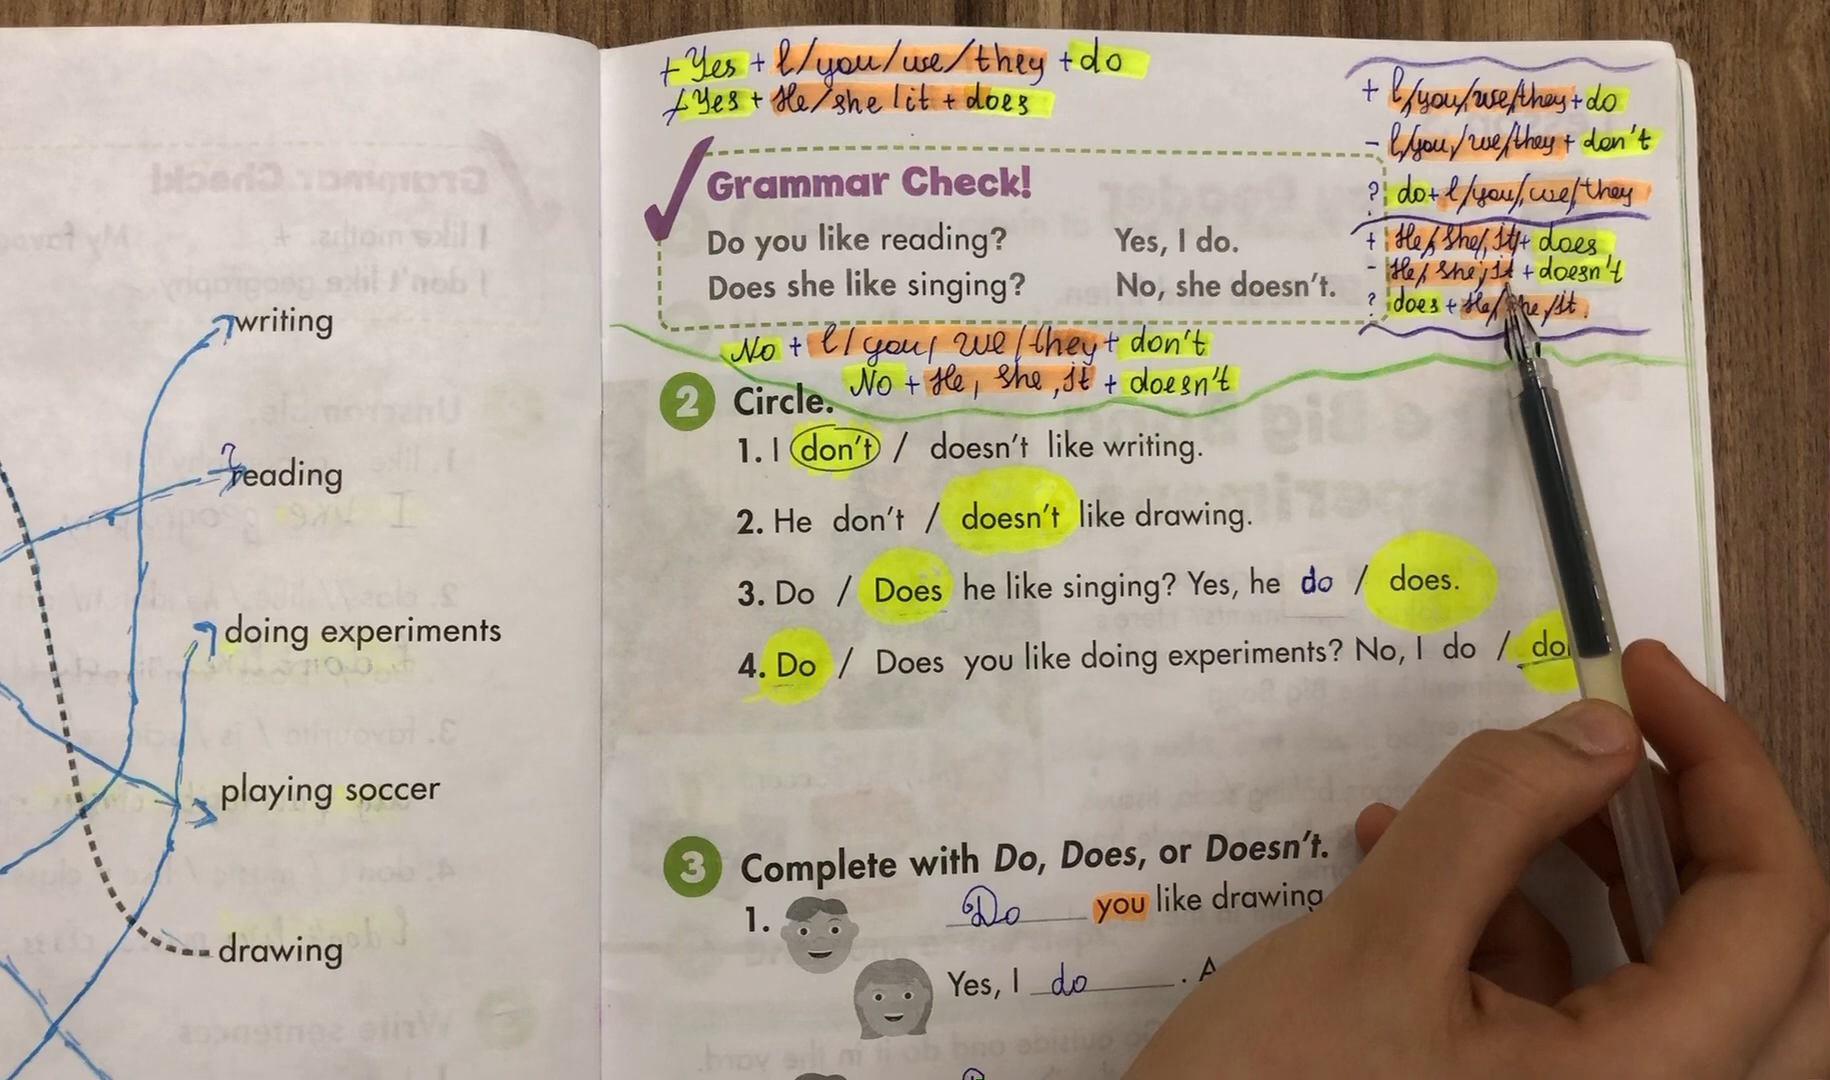 + Yes + I/you/we/they + do
+ Yes + He/she/it + does
+ I/you/we/they + do
- I/you/we/they + don't
? do + I/you/we/they
+ He/she/it + does
- He/she/it + doesn't
? does + He/she/it.
Grammar Check!
Do you like reading? Yes, I do.
Does she like singing? No, she doesn't.
No + I/you/we/they + don't
No + He, she, it + doesn't
writing
reading
doing experiments
playing soccer
drawing
2 Circle.
1. I don't / doesn't like writing.
2. He don't / doesn't like drawing.
3. Do / Does he like singing? Yes, he do / does.
4. Do / Does you like doing experiments? No, I do /
3 Complete with Do, Does, or Doesn't.
1. Do you like drawing
Yes, I do .